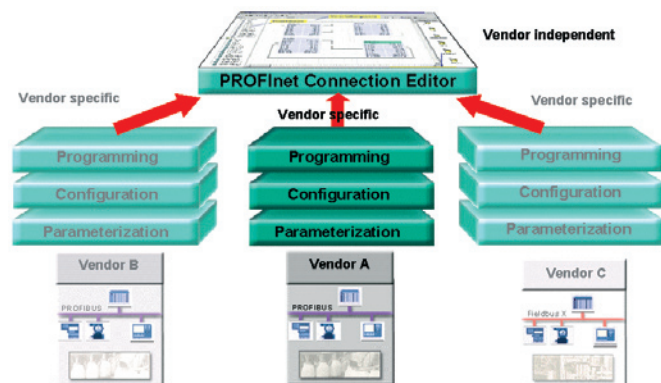 Vendor independent
PROFInet Connection Editor
Vendor specific
Vendor specific
Vendor specific
Programming
Programming
Programming
Configuration
Configuration
Configuration
Parameterization
Parameterization
Parameterization
Vendor B
Vendor A
Vendor C
PROFIBUS
PROFIBUS
Fieldbus X